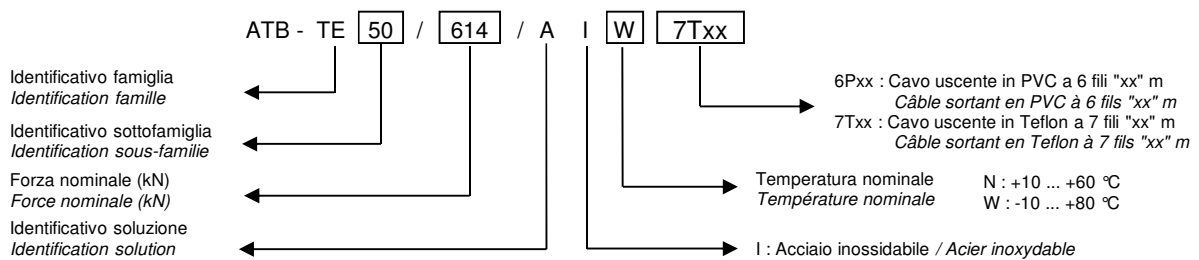 ATB - TE 50 / 614 / A I W 7Txx
Identificativo famiglia
Identification famille
Identificativo sottofamiglia
Identification sous-familie
Forza nominale (kN)
Force nominale (kN)
Identificativo soluzione
Identification solution
6Pxx : Cavo uscente in PVC a 6 fili "xx" m
Câble sortant en PVC à 6 fils "xx" m
7Txx : Cavo uscente in Teflon a 7 fili "xx" m
Câble sortant en Teflon à 7 fils "xx" m
Temperatura nominale N : +10 ... +60 °C
Température nominale W : -10 ... +80 °C
I : Acciaio inossidabile / Acier inoxydable